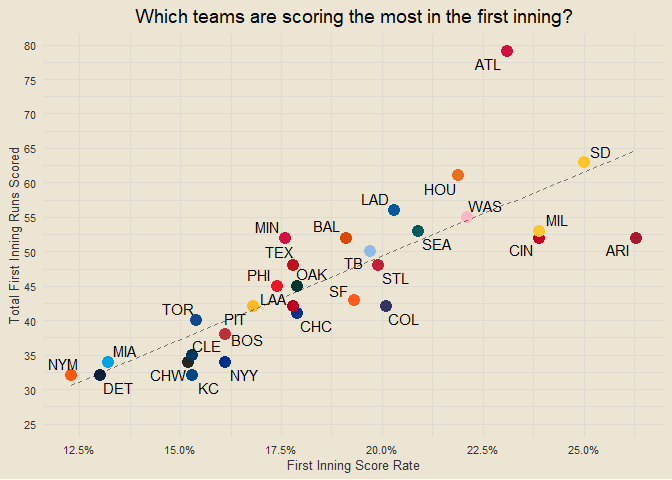 Which teams are scoring the most in the first inning?
80
ATL
75
70
65
SD
60
HOU
LAD
WAS
55
MIN
BAL
MIL
SEA
CIN
ARI
50
TEX
TB
STL
PHI
OAK
45
SF
LAA
TOR
PIT
COL
CHC
40
BOS
CLE
35
NYM
MIA
CHW
NYY
DET
KC
30
25
12.5%
15.0%
17.5%
20.0%
22.5%
25.0%
First Inning Score Rate
Total First Inning Runs Scored